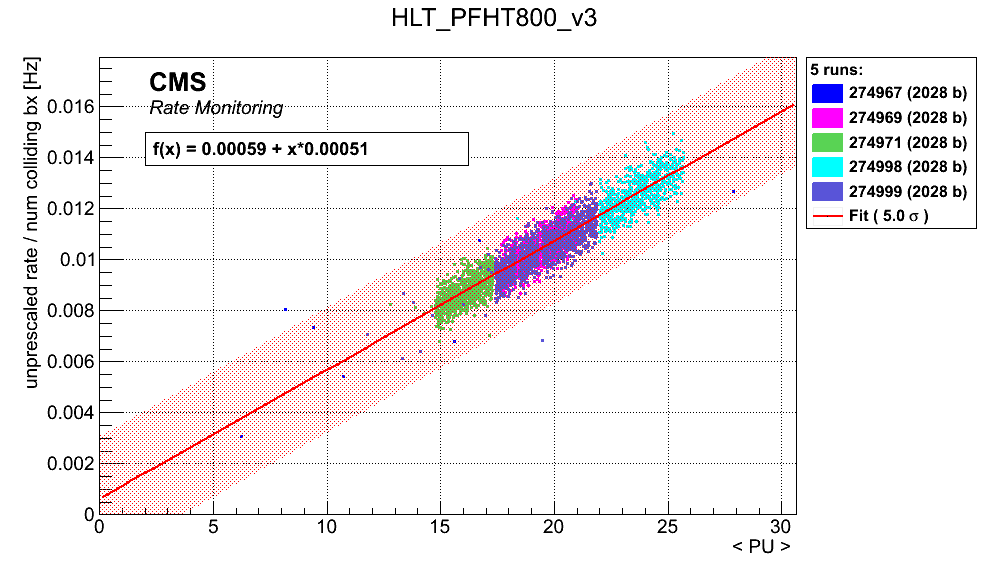 HLT_PFHT800_v3
unprescaled rate / num colliding bx [Hz]
CMS
Rate Monitoring
f(x) = 0.00059 + x*0.00051
0.016
0.014
0.012
0.01
0.008
0.006
0.004
0.002
0
0 5 10 15 20 25 30
< PU >
5 runs:
274967 (2028 b)
274969 (2028 b)
274971 (2028 b)
274998 (2028 b)
274999 (2028 b)
Fit ( 5.0 σ )